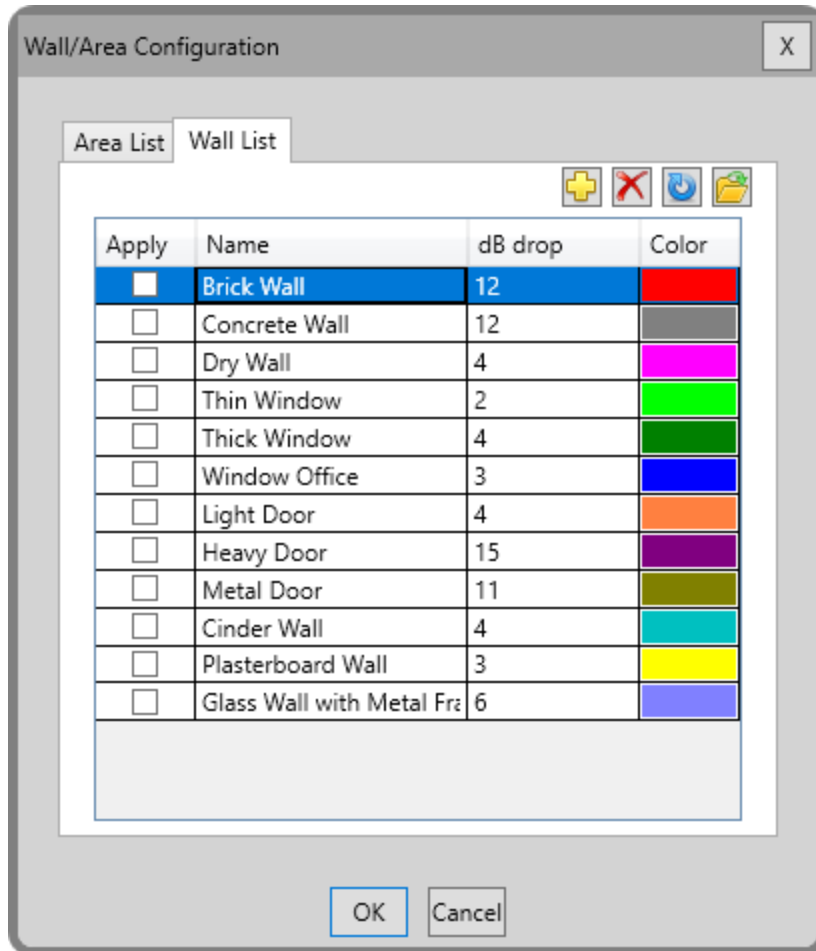 Wall/Area Configuration X
Area List Wall List
Apply Name dB drop Color
Brick Wall 12
Concrete Wall 12
Dry Wall 4
Thin Window 2
Thick Window 4
Window Office 3
Light Door 4
Heavy Door 15
Metal Door 11
Cinder Wall 4
Plasterboard Wall 3
Glass Wall with Metal Fra 6
OK Cancel